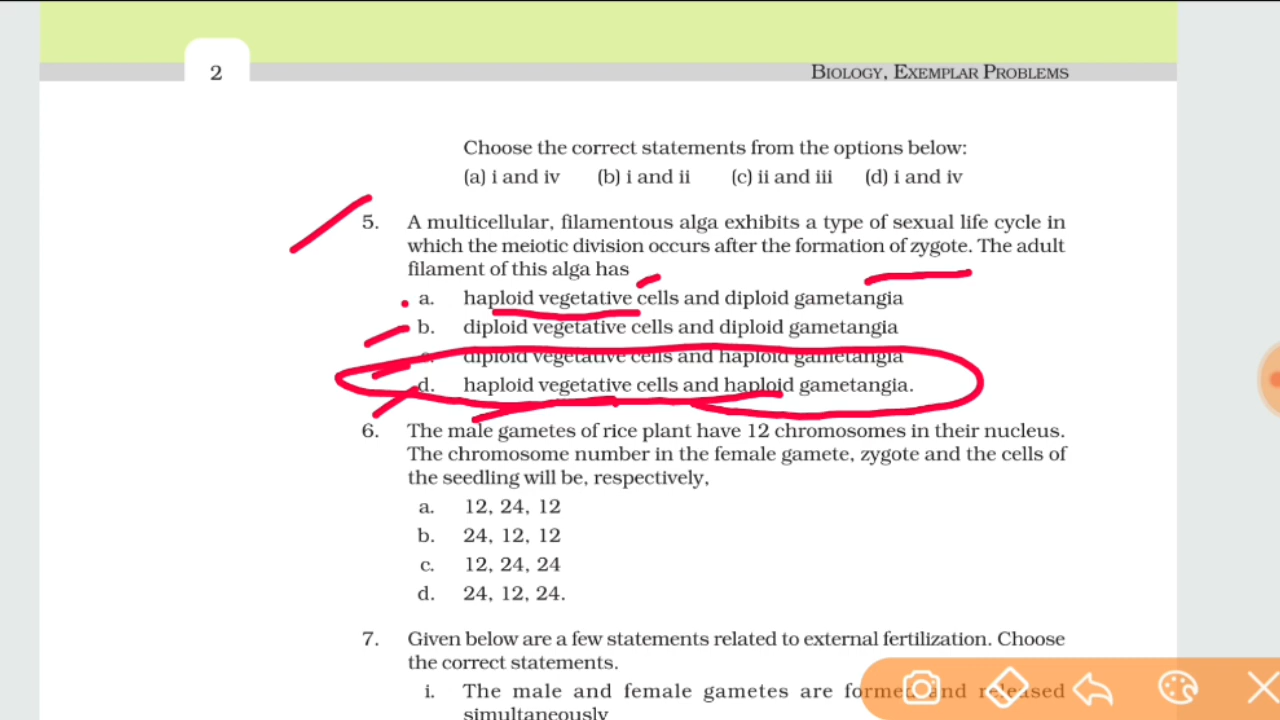 2
BIOLOGY, EXEMPLAR PROBLEMS
Choose the correct statements from the options below:
(a) i and iv (b) i and ii (c) ii and iii (d) i and iv
5. A multicellular, filamentous alga exhibits a type of sexual life cycle in
which the meiotic division occurs after the formation of zygote. The adult
filament of this alga has
a. haploid vegetative cells and diploid gametangia
b. diploid vegetative cells and diploid gametangia
c. diploid vegetative cells and haploid gametangia
d. haploid vegetative cells and haploid gametangia.
6. The male gametes of rice plant have 12 chromosomes in their nucleus.
The chromosome number in the female gamete, zygote and the cells of
the seedling will be, respectively,
a. 12, 24, 12
b. 24, 12, 12
c. 12, 24, 24
d. 24, 12, 24.
7. Given below are a few statements related to external fertilization. Choose
the correct statements.
i. The male and female gametes are formed and released
simultaneously